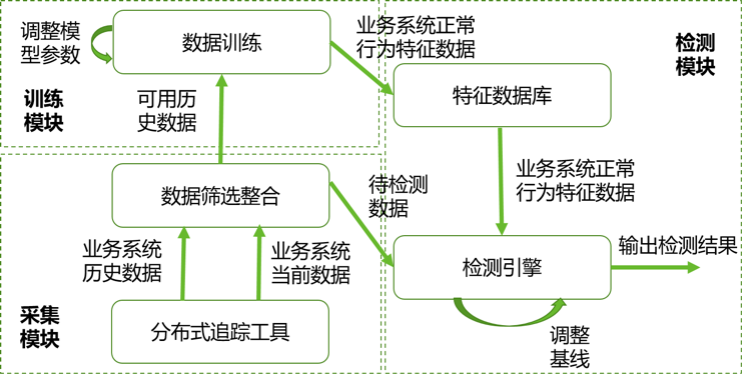 调整模
型参数
数据训练
业务系统正常
行为特征数据
检测
模块
训练
模块
可用历
史数据
特征数据库
数据筛选整合
待检测
数据
业务系统正常
行为特征数据
业务系统
历史数据
业务系统
当前数据
检测引擎
输出检测结果
采集
模块
分布式追踪工具
调整
基线